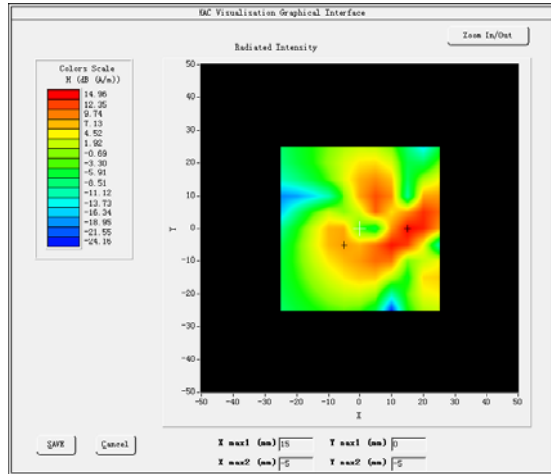 HAC Visualisation Graphical Interface
Zoom In/Out
Radiated Intensity
Colors Scale
H (dB (A/m))
14.96
12.35
9.74
7.13
4.52
1.92
-0.69
-3.30
-5.91
-8.51
-11.12
-13.73
-16.34
-18.95
-21.55
-24.16
50
40
30
20
10
Y
0
-10
-20
-30
-40
-50
-50 -40 -30 -20 -10 0 10 20 30 40 50
X
SAVE
Cancel
X max1 (mm) 15 Y max1 (mm) 0
X max2 (mm) -5 Y max2 (mm) -5